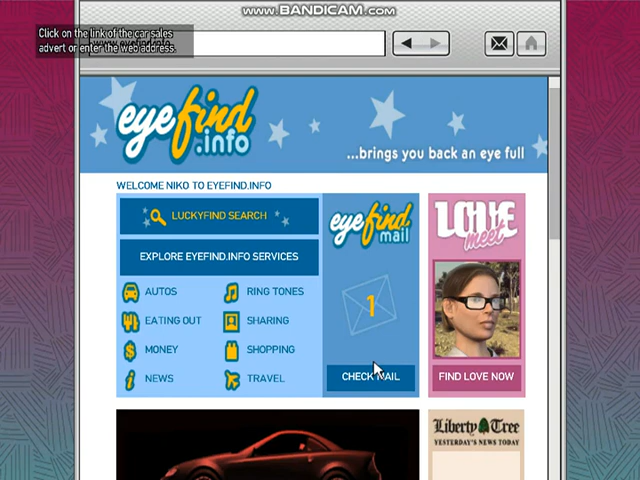 www.BANDICAM.com
Click on the link of the car sales
advert or enter the web address.
eyefind
.info
...brings you back an eye full
WELCOME NIKO TO EYEFIND.INFO
LUCKYFIND SEARCH
EXPLORE EYEFIND.INFO SERVICES
AUTOS
RING TONES
EATING OUT
SHARING
MONEY
SHOPPING
NEWS
TRAVEL
eyefind
mail
1
CHECK MAIL
LOVE
meet
FIND LOVE NOW
Liberty Tree
YESTERDAY'S NEWS TODAY